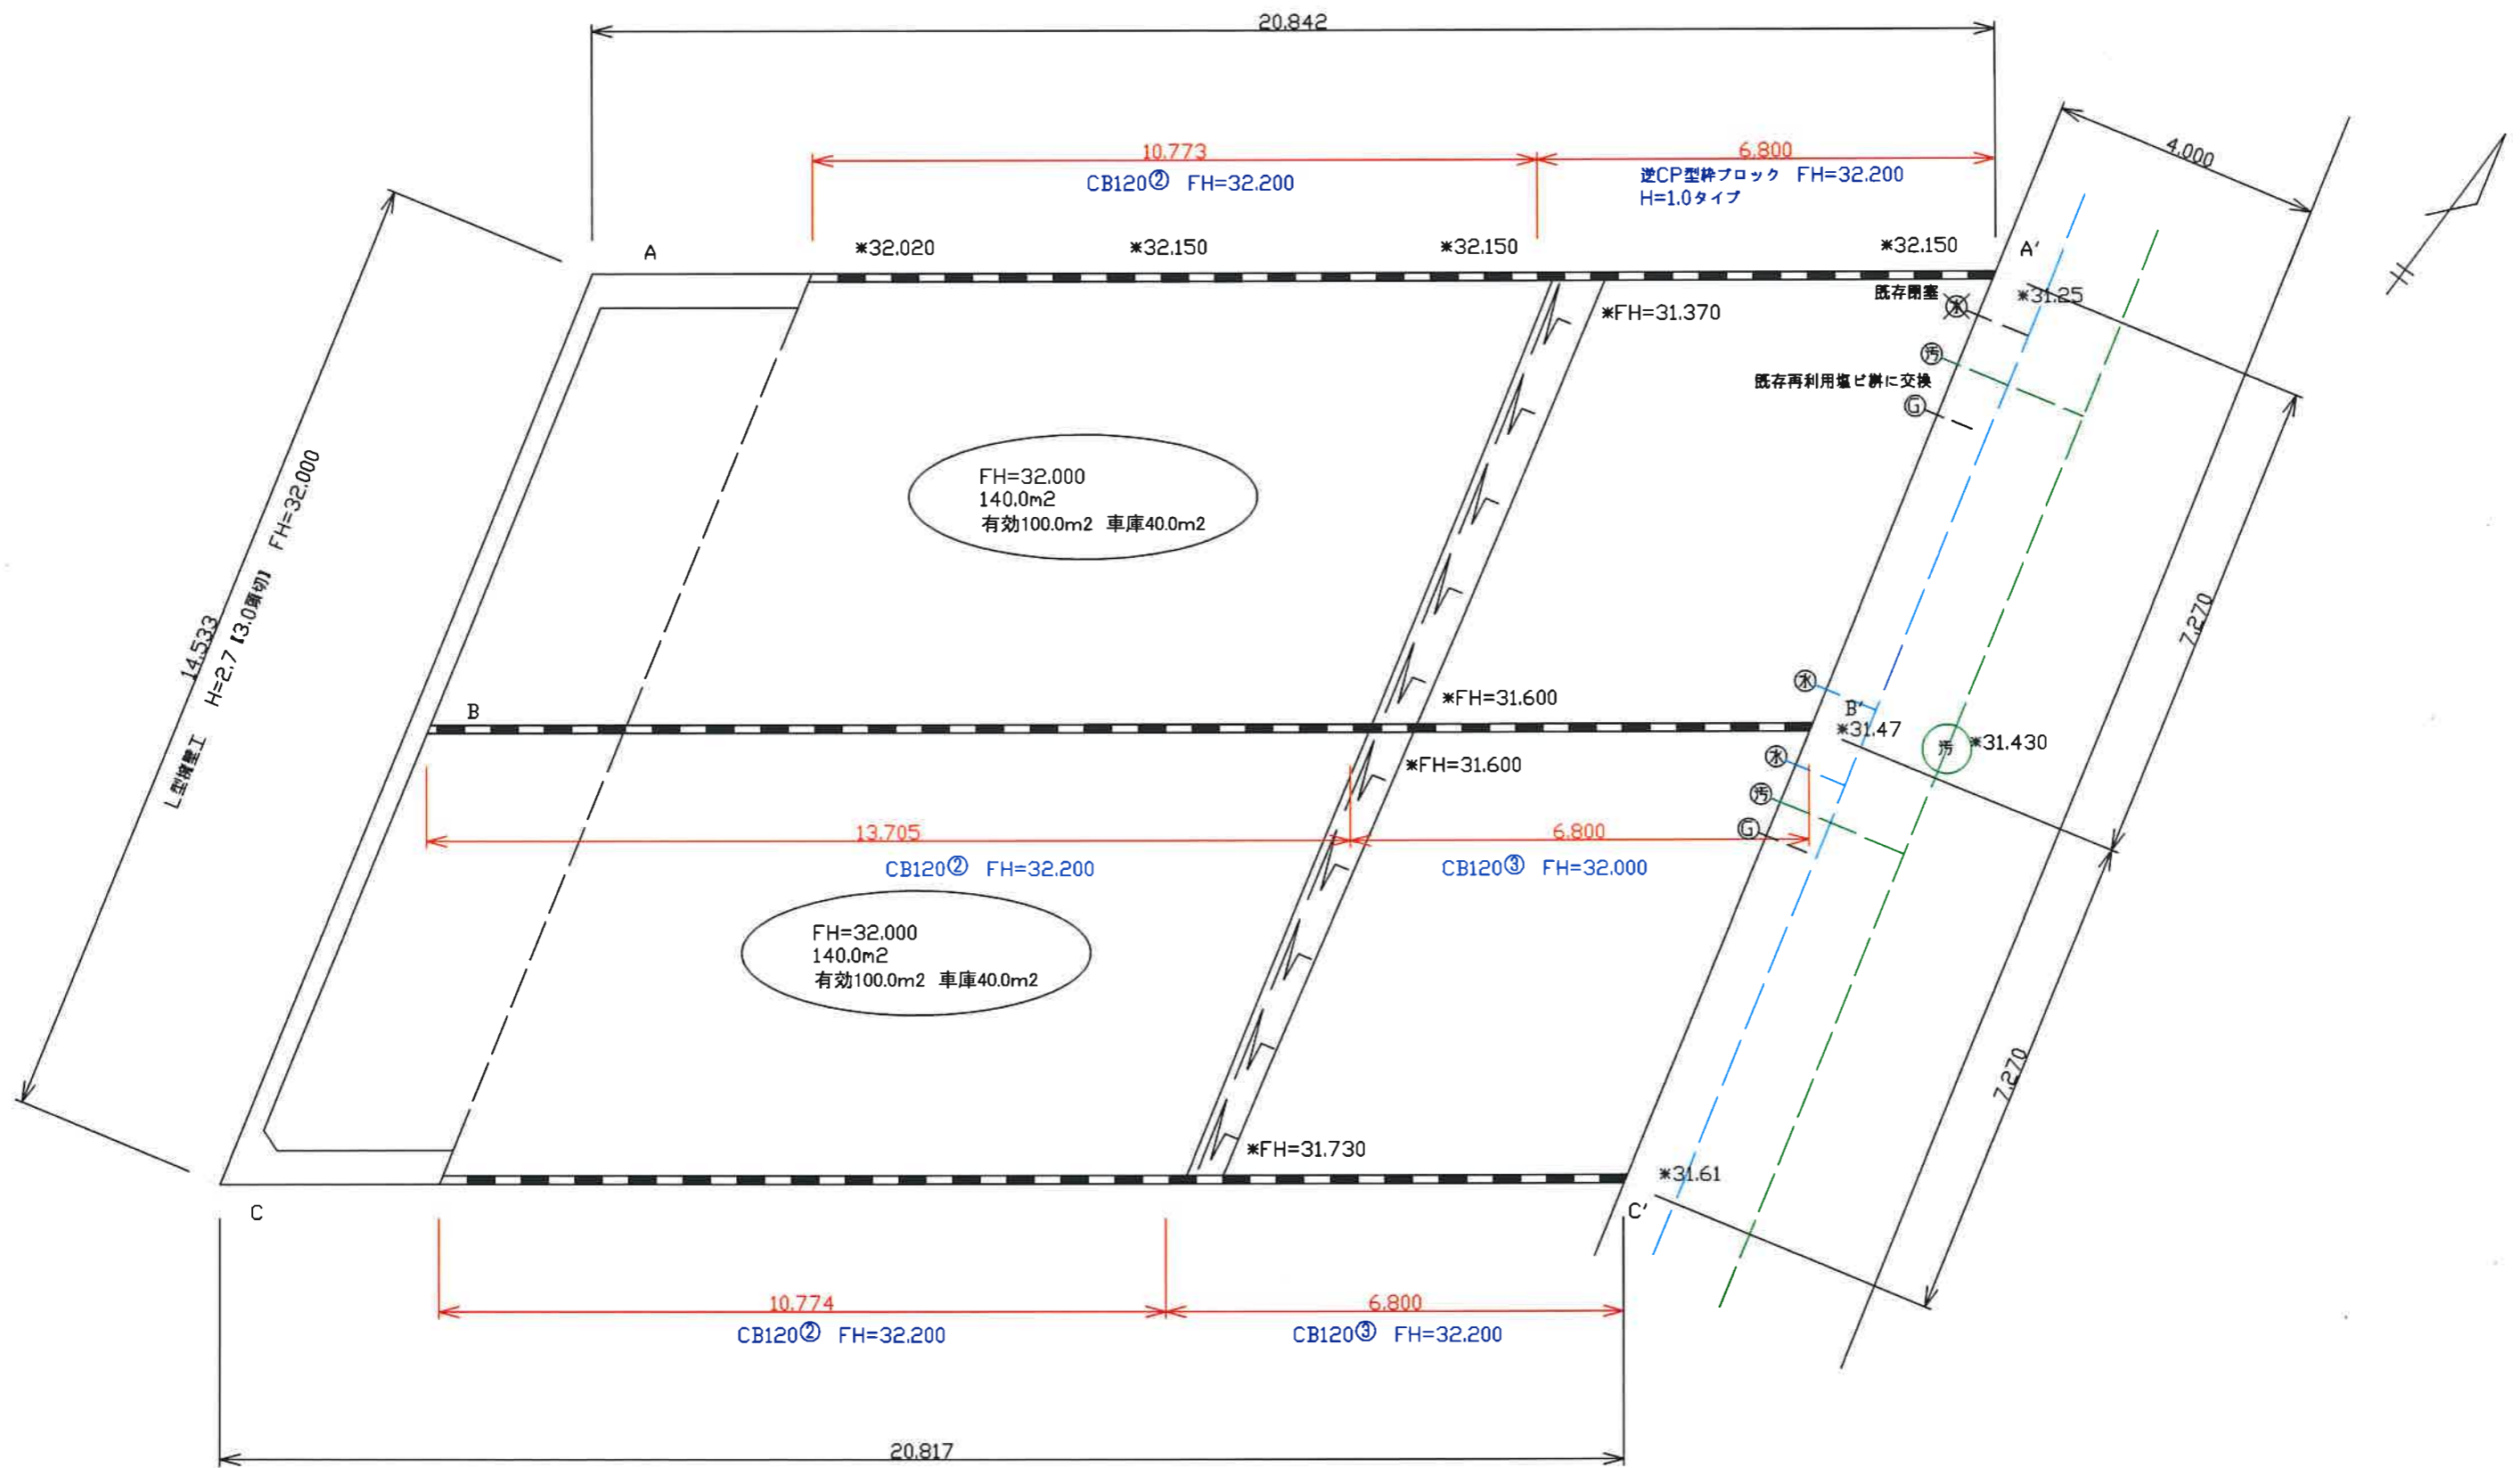 20.842
10.773
6.800
CB120② FH=32.200
逆CP型枠ブロック FH=32.200
H=1.0タイプ
4.000
A
*32.020
*32.150
*32.150
*32.150
A'
既存閉塞
水
*31.25
*FH=31.370
汚
既存再利用塩ビ桝に交換
G
FH=32.000
140.0m2
有効100.0m2 車庫40.0m2
14.533
L型擁壁工 H=2.7【3.0頭切】 FH=32.000
7.270
*FH=31.600
水
B
B'
*31.47
汚
*31.430
*FH=31.600
水
汚
G
13.705
6.800
CB120② FH=32.200
CB120③ FH=32.000
FH=32.000
140.0m2
有効100.0m2 車庫40.0m2
7.270
*FH=31.730
*31.61
C
C'
10.774
6.800
CB120② FH=32.200
CB120③ FH=32.200
20.817